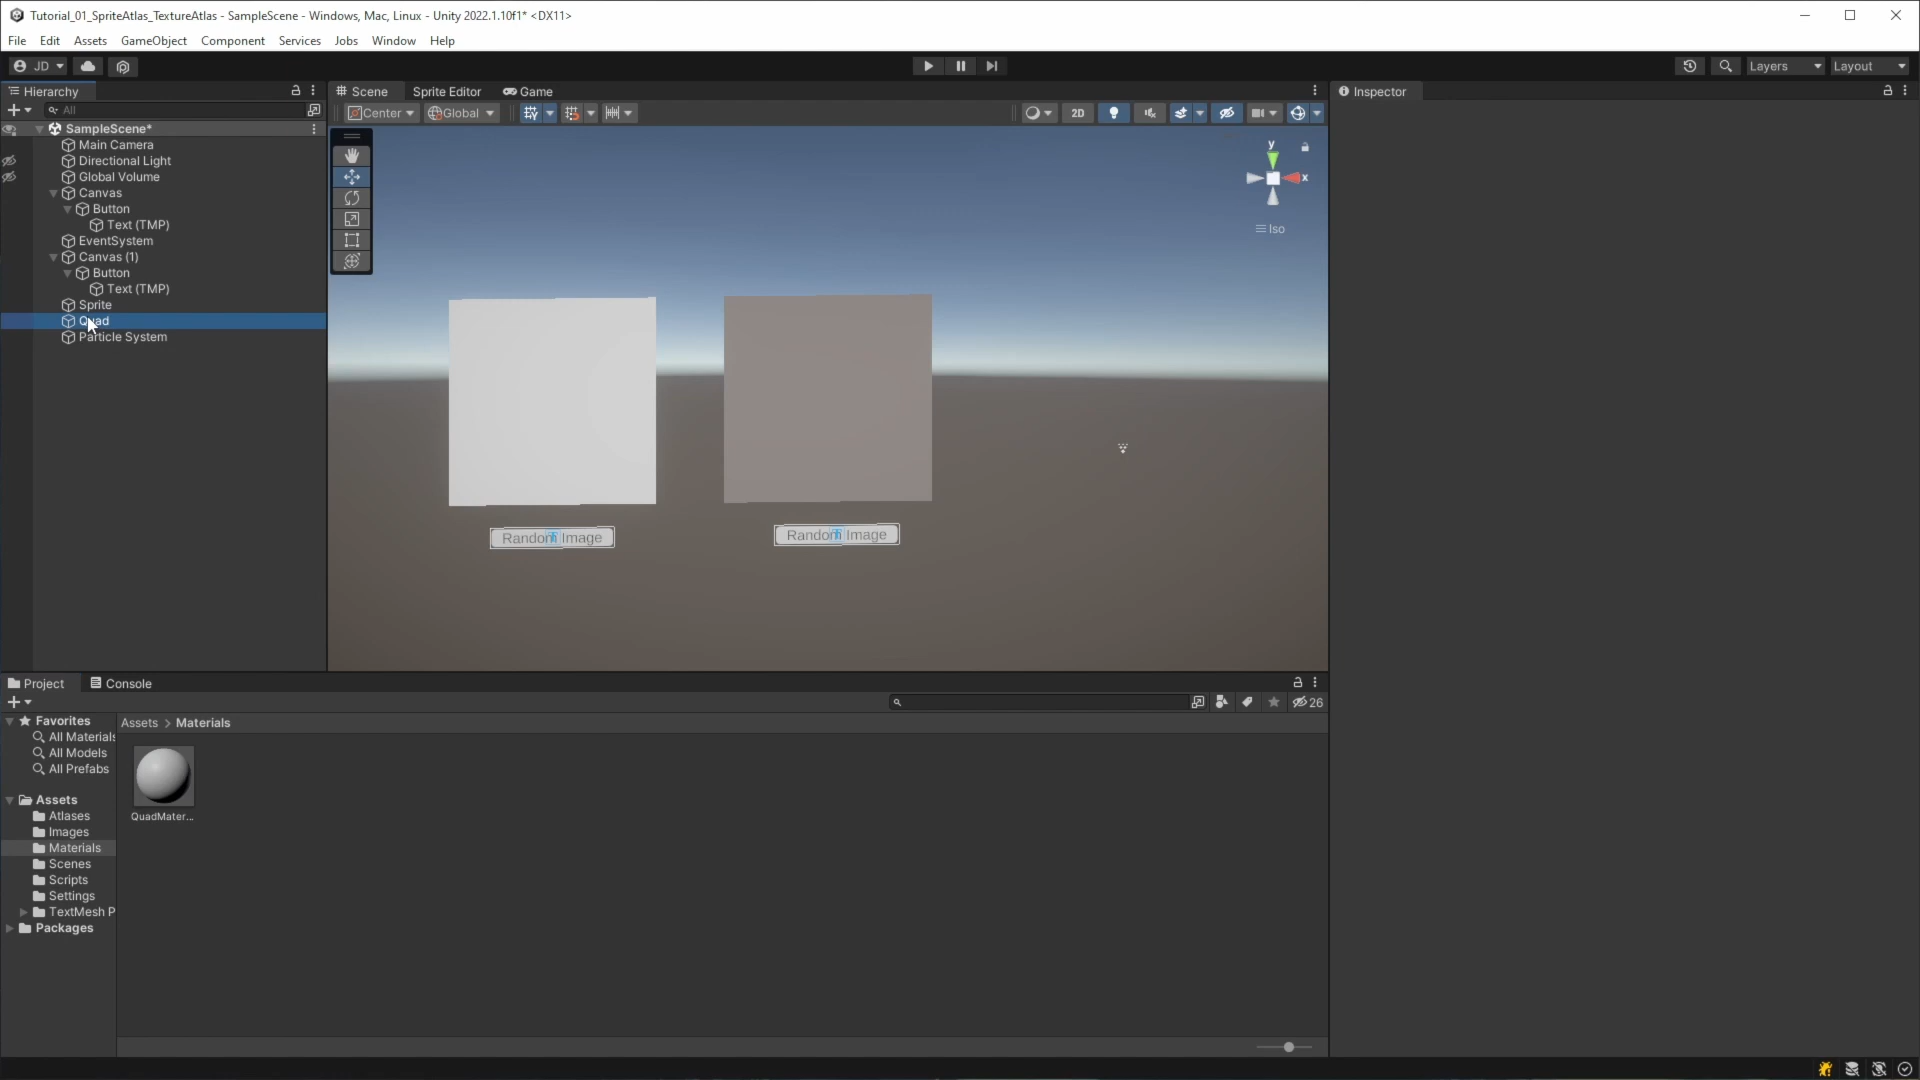 Tutorial_01_SpriteAtlas_TextureAtlas - SampleScene - Windows, Mac, Linux - Unity 2022.1.10f1* <DX11>
File Edit Assets GameObject Component Services Jobs Window Help
JD Layers Layout
Hierarchy Scene Sprite Editor Game Inspector
All Center Global 2D
SampleScene*
Main Camera
Directional Light
Global Volume
Canvas
Button
Text (TMP)
EventSystem
Canvas (1)
Button
Text (TMP)
Sprite
Quad
Particle System
y
x
Iso
Random Image
Random Image
Project Console
26
Favorites
All Materials
All Models
All Prefabs
Assets
Atlases
Images
Materials
Scenes
Scripts
Settings
TextMesh P
Packages
Assets > Materials
QuadMater...